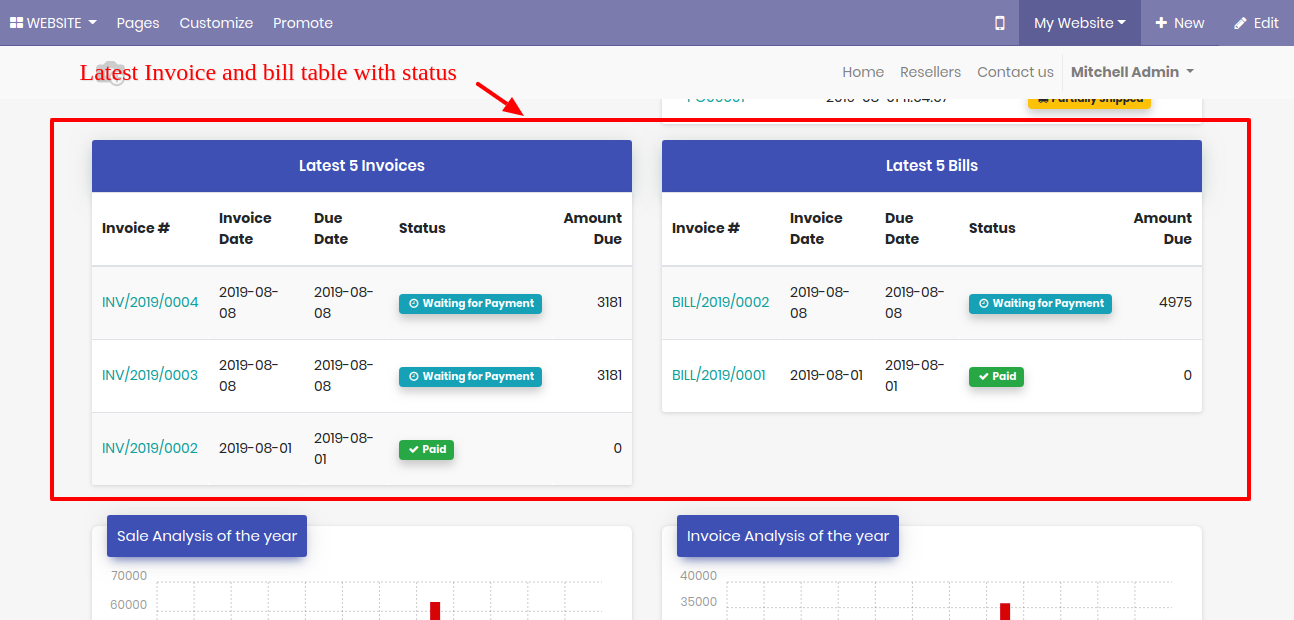 WEBSITE Pages Customize Promote My Website New Edit
Latest Invoice and bill table with status
Home Resellers Contact us Mitchell Admin
Partially Shipped
Latest 5 Invoices
Invoice # Invoice Date Due Date Status Amount Due
INV/2019/0004 2019-08-08 2019-08-08 Waiting for Payment 3181
INV/2019/0003 2019-08-08 2019-08-08 Waiting for Payment 3181
INV/2019/0002 2019-08-01 2019-08-01 Paid 0
Latest 5 Bills
Invoice # Invoice Date Due Date Status Amount Due
BILL/2019/0002 2019-08-08 2019-08-08 Waiting for Payment 4975
BILL/2019/0001 2019-08-01 2019-08-01 Paid 0
Sale Analysis of the year
70000
60000
Invoice Analysis of the year
40000
35000